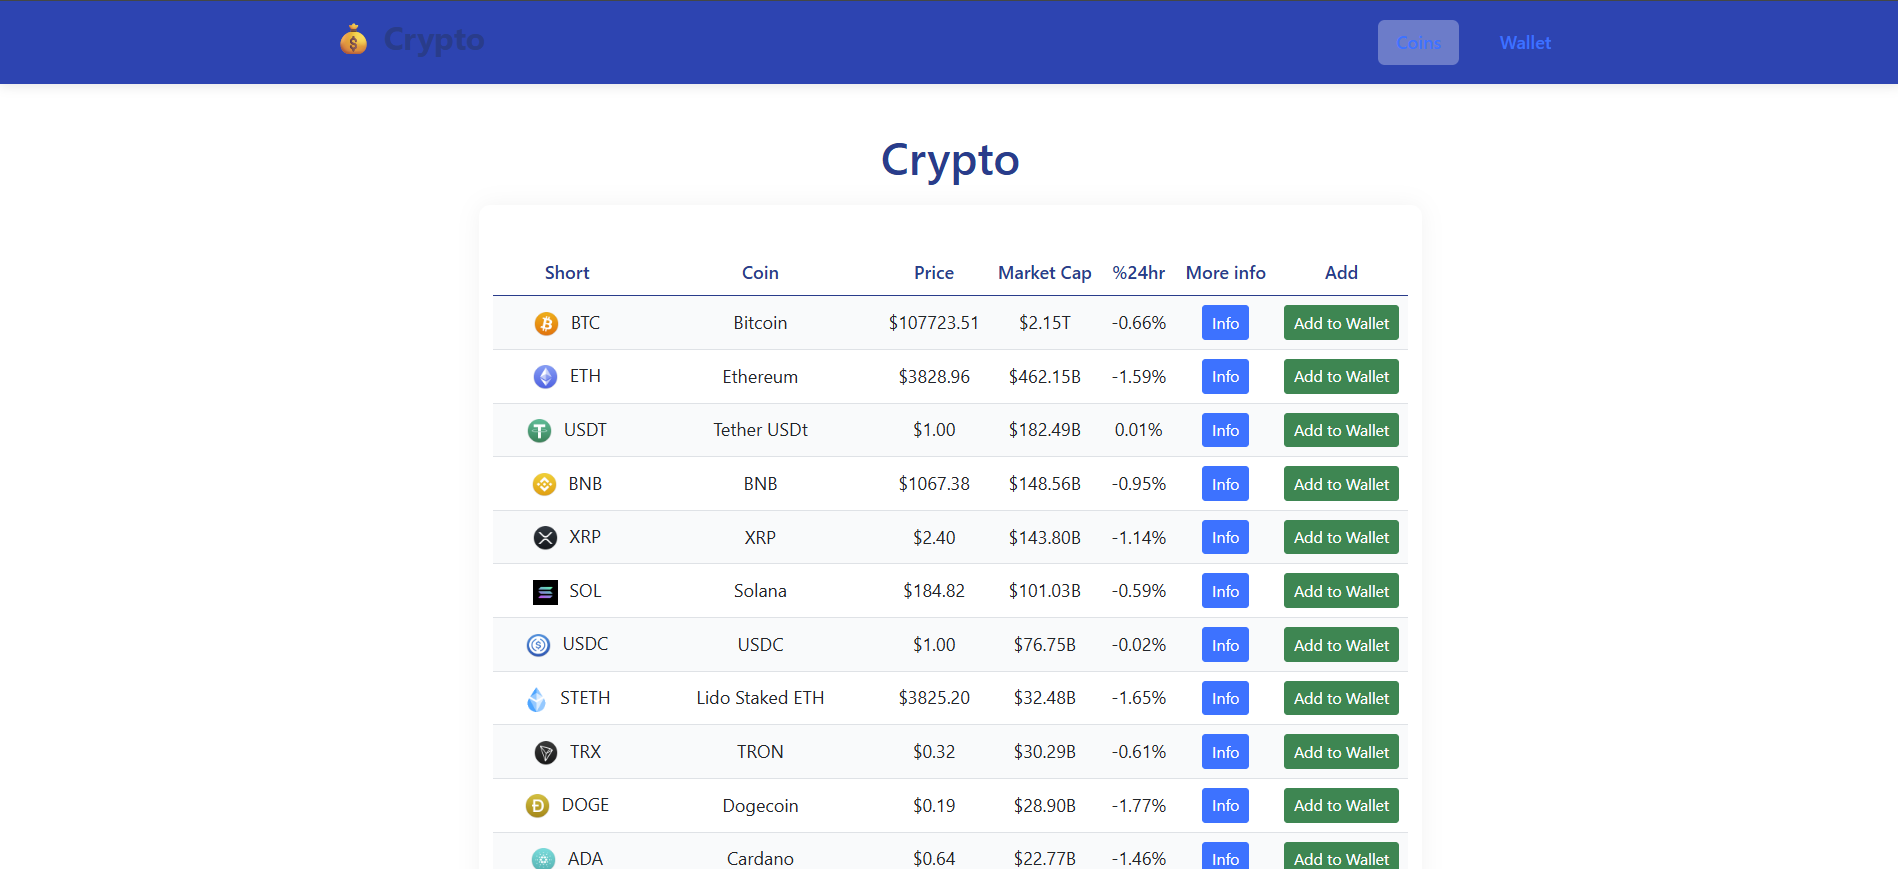 Crypto Coins Wallet
Crypto
Short Coin Price Market Cap %24hr More info Add
BTC Bitcoin $107723.51 $2.15T -0.66% Info Add to Wallet
ETH Ethereum $3828.96 $462.15B -1.59% Info Add to Wallet
USDT Tether USDt $1.00 $182.49B 0.01% Info Add to Wallet
BNB BNB $1067.38 $148.56B -0.95% Info Add to Wallet
XRP XRP $2.40 $143.80B -1.14% Info Add to Wallet
SOL Solana $184.82 $101.03B -0.59% Info Add to Wallet
USDC USDC $1.00 $76.75B -0.02% Info Add to Wallet
STETH Lido Staked ETH $3825.20 $32.48B -1.65% Info Add to Wallet
TRX TRON $0.32 $30.29B -0.61% Info Add to Wallet
DOGE Dogecoin $0.19 $28.90B -1.77% Info Add to Wallet
ADA Cardano $0.64 $22.77B -1.46% Info Add to Wallet